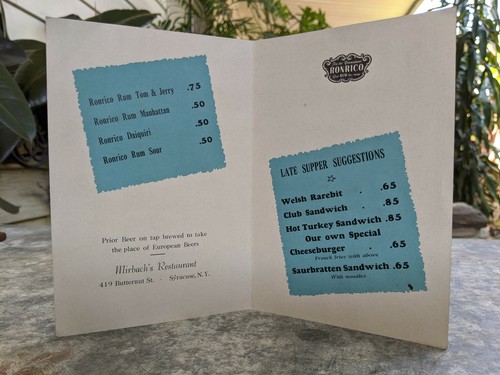 Ronrico Rum Tom & Jerry .75
Ronrico Rum Manhattan .50
Ronrico Daiquiri .50
Ronrico Rum Sour .50
Prior Beer on tap brewed to take
the place of European Beers
Mirbach's Restaurant
419 Butternut St. - Syracuse, N.Y.
RONRICO
LATE SUPPER SUGGESTIONS
Welsh Rarebit . .65
Club Sandwich . .85
Hot Turkey Sandwich .85
Our own Special
Cheeseburger . .65
French fries with above
Saurbratten Sandwich .65
With noodles